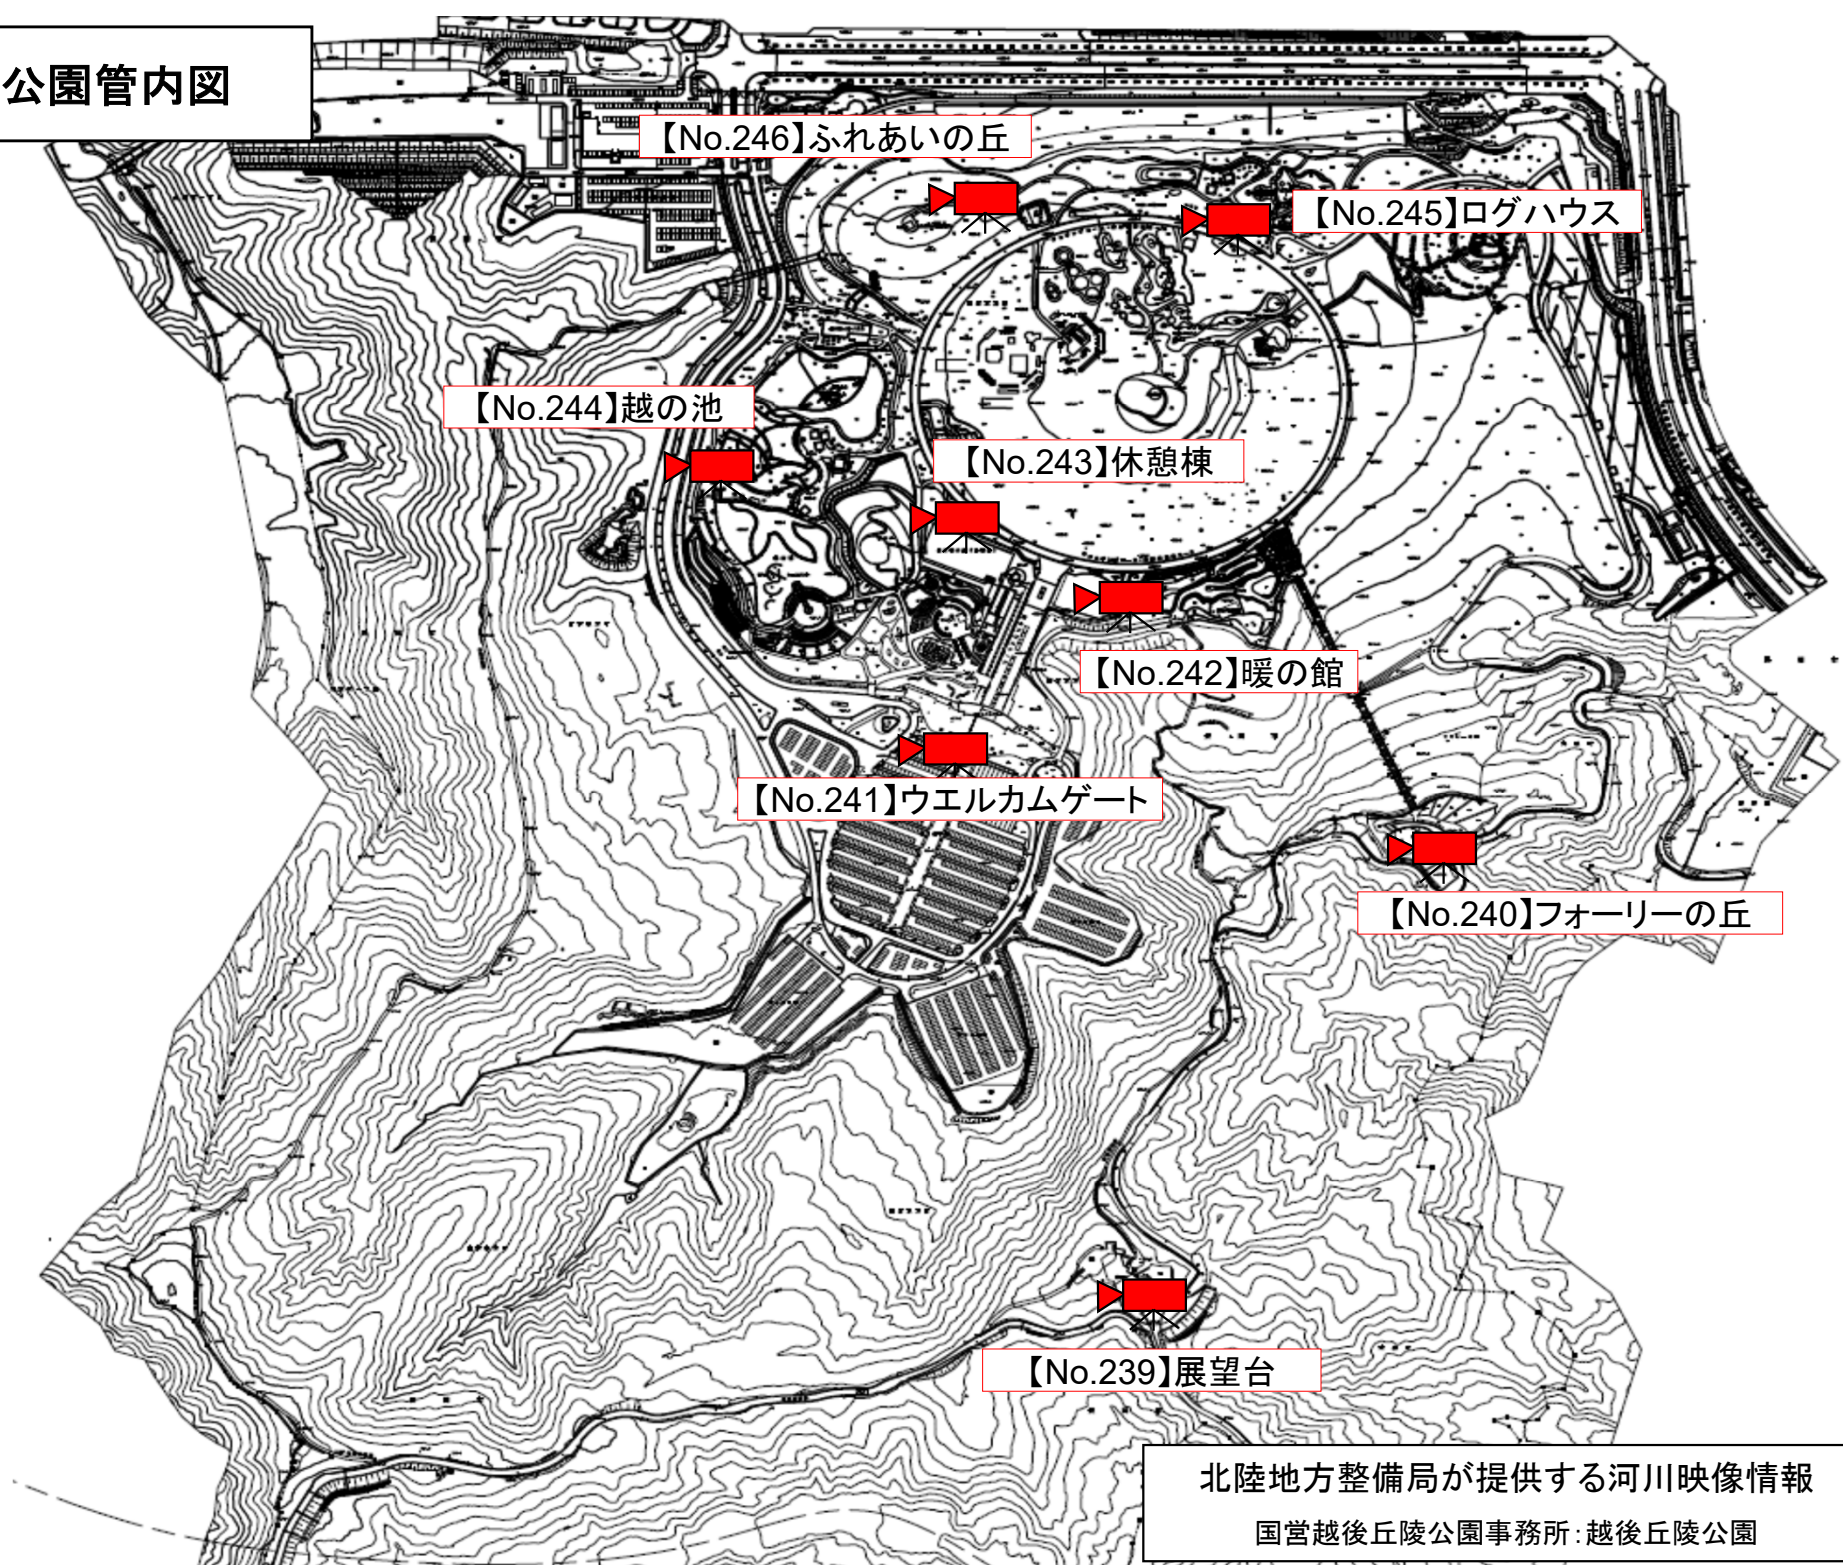 公園管内図
【No.246】ふれあいの丘
【No.245】ログハウス
【No.244】越の池
【No.243】休憩棟
【No.242】暖の館
【No.241】ウエルカムゲート
【No.240】フォーリーの丘
【No.239】展望台
北陸地方整備局が提供する河川映像情報
国営越後丘陵公園事務所：越後丘陵公園